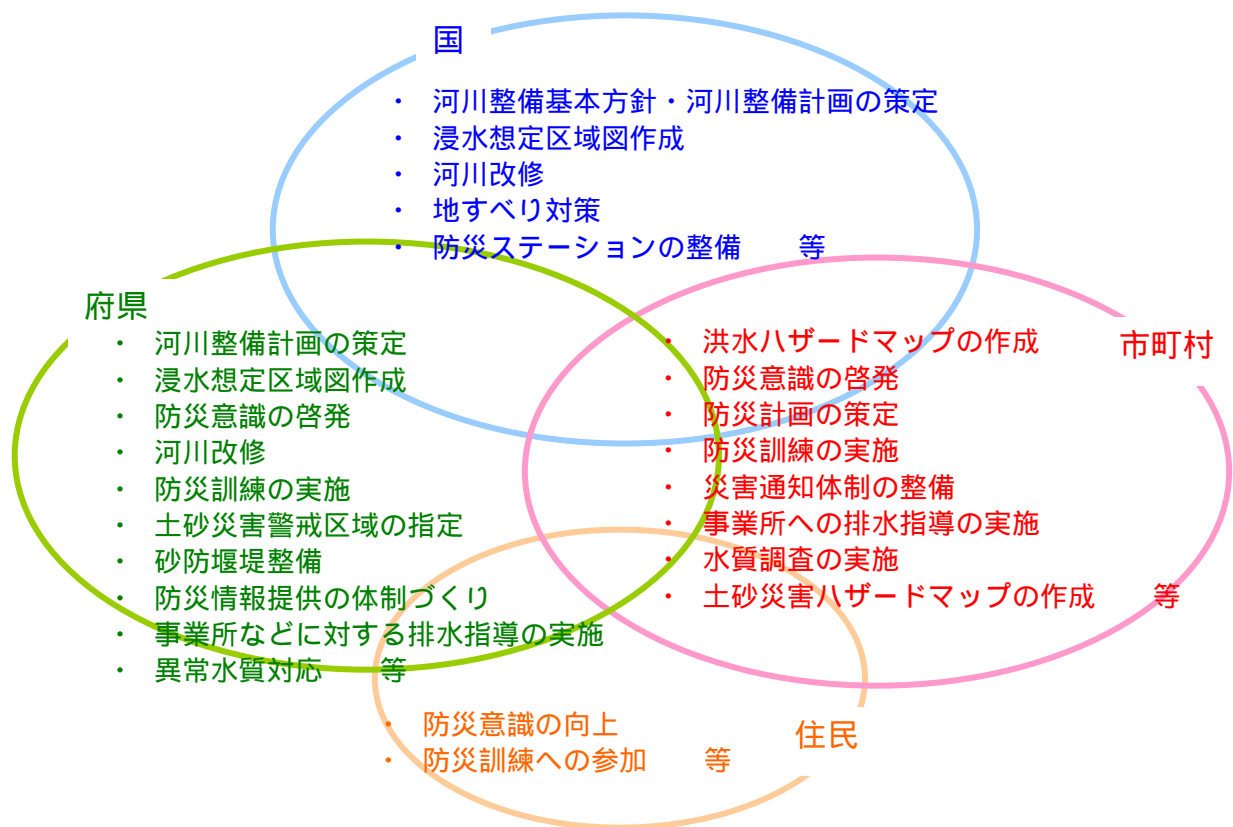 国
・ 河川整備基本方針・河川整備計画の策定
・ 浸水想定区域図作成
・ 河川改修
・ 地すべり対策
・ 防災ステーションの整備 等
府県
・ 河川整備計画の策定
・ 浸水想定区域図作成
・ 防災意識の啓発
・ 河川改修
・ 防災訓練の実施
・ 土砂災害警戒区域の指定
・ 砂防堰堤整備
・ 防災情報提供の体制づくり
・ 事業所などに対する排水指導の実施
・ 異常水質対応 等
市町村
・ 洪水ハザードマップの作成
・ 防災意識の啓発
・ 防災計画の策定
・ 防災訓練の実施
・ 災害通知体制の整備
・ 事業所への排水指導の実施
・ 水質調査の実施
・ 土砂災害ハザードマップの作成 等
住民
・ 防災意識の向上
・ 防災訓練への参加 等